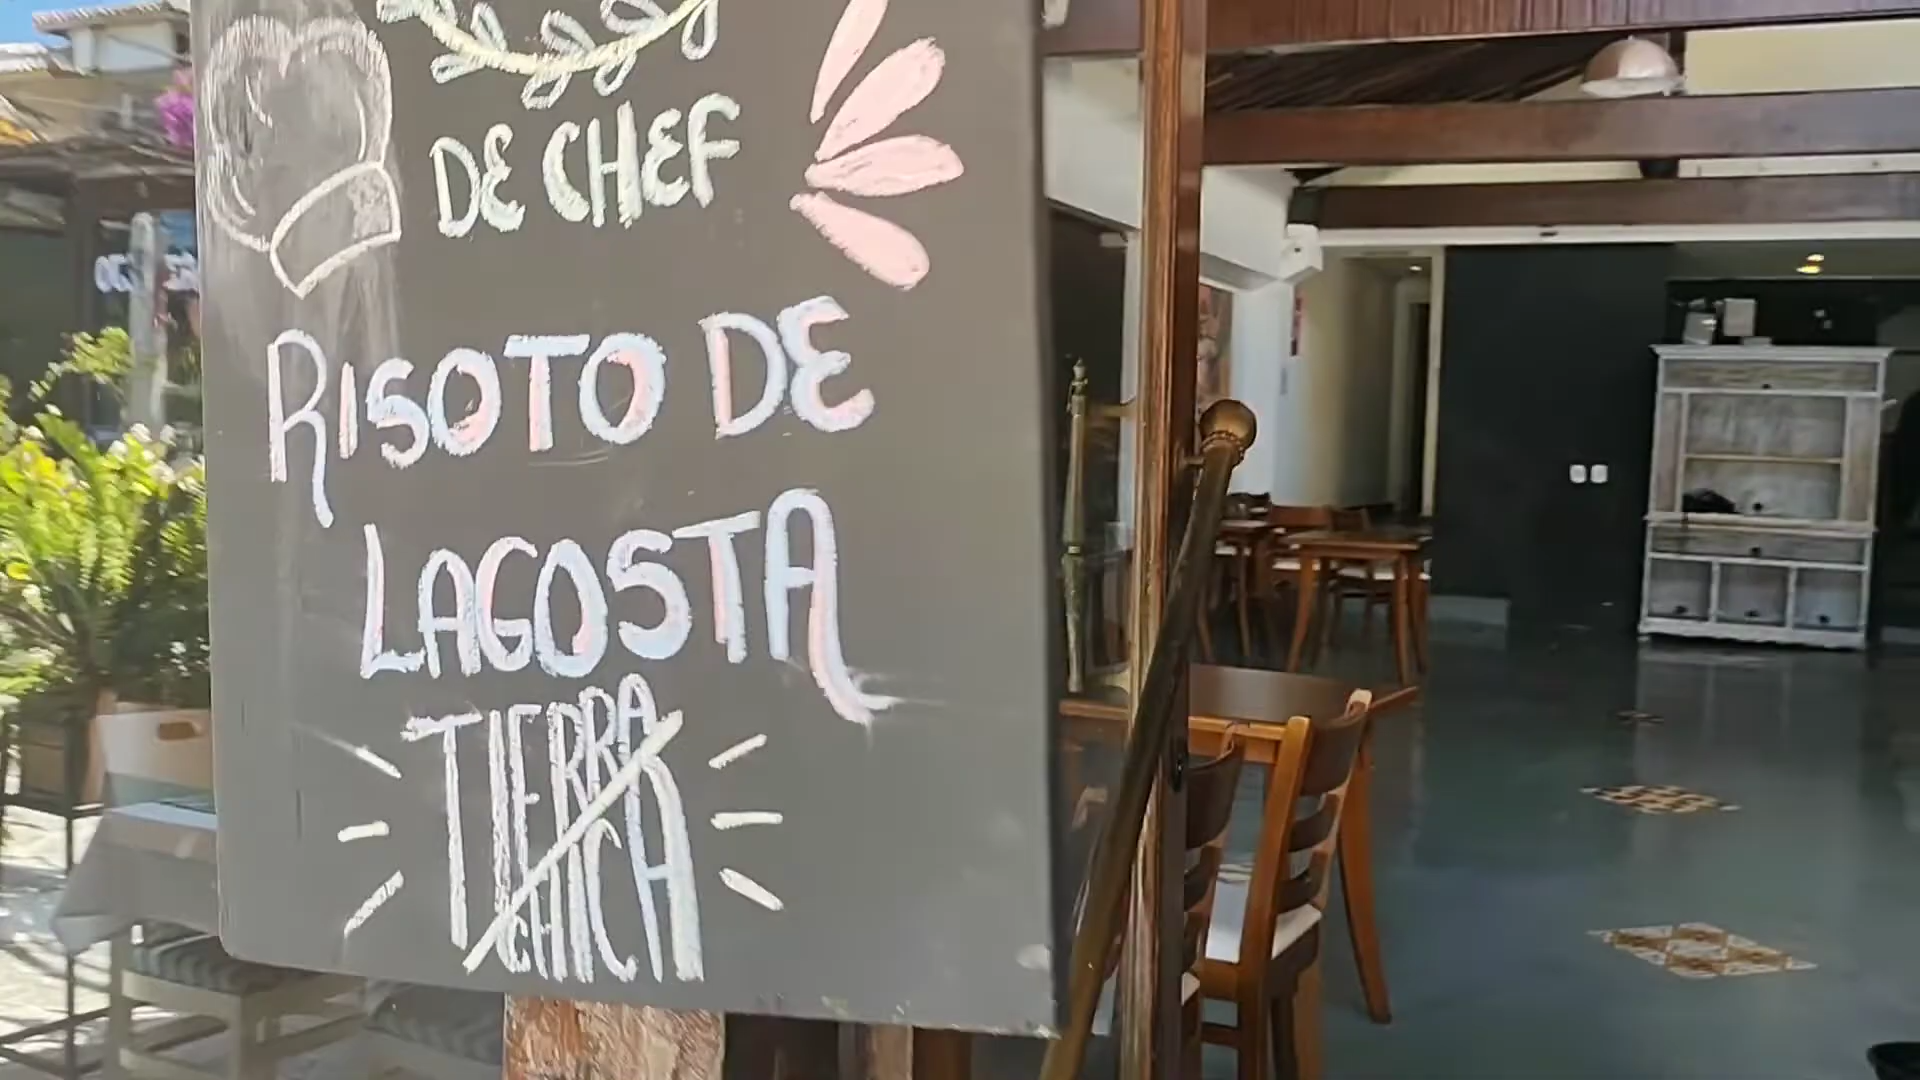 DE CHEF
RISOTO DE
LAGOSTA
TIERRA
CHICA